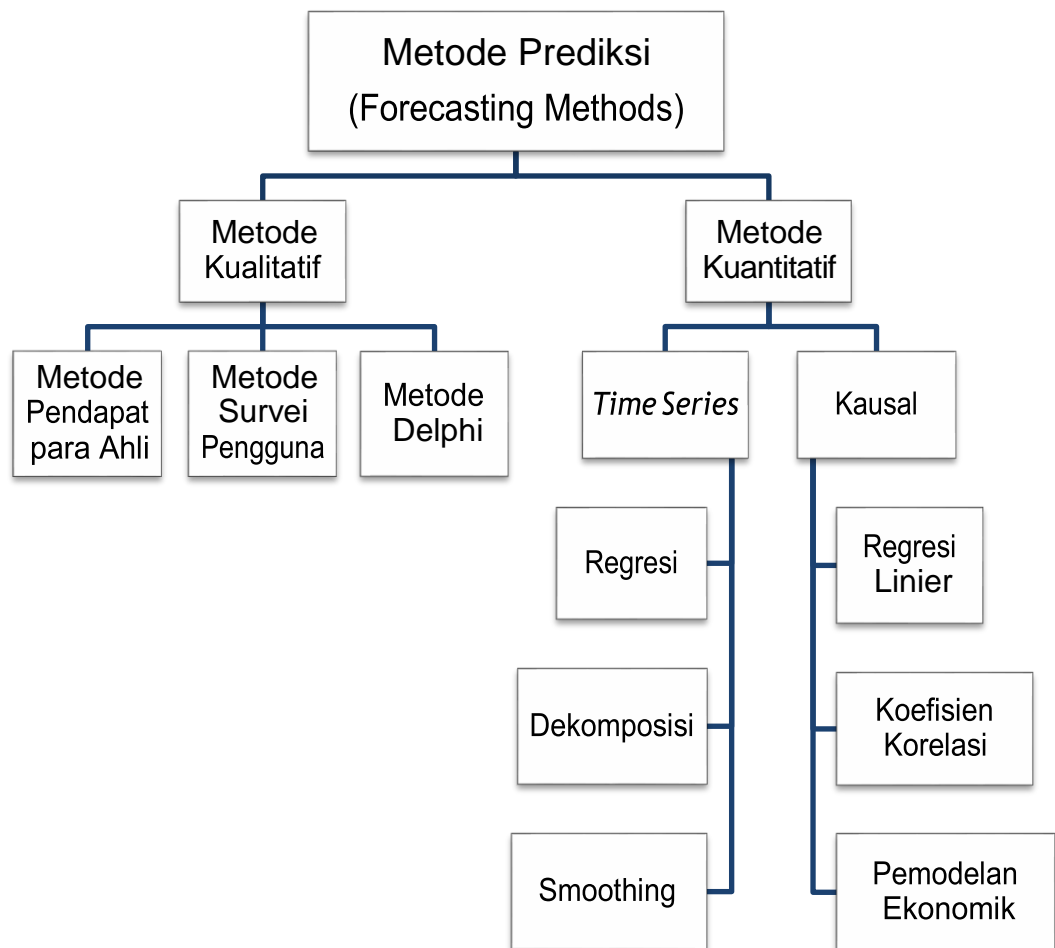 Metode Prediksi
(Forecasting Methods)
Metode
Kualitatif
Metode
Kuantitatif
Metode
Pendapat
para Ahli
Metode
Survei
Pengguna
Metode
Delphi
Time Series
Kausal
Regresi
Regresi
Linier
Dekomposisi
Koefisien
Korelasi
Smoothing
Pemodelan
Ekonomik